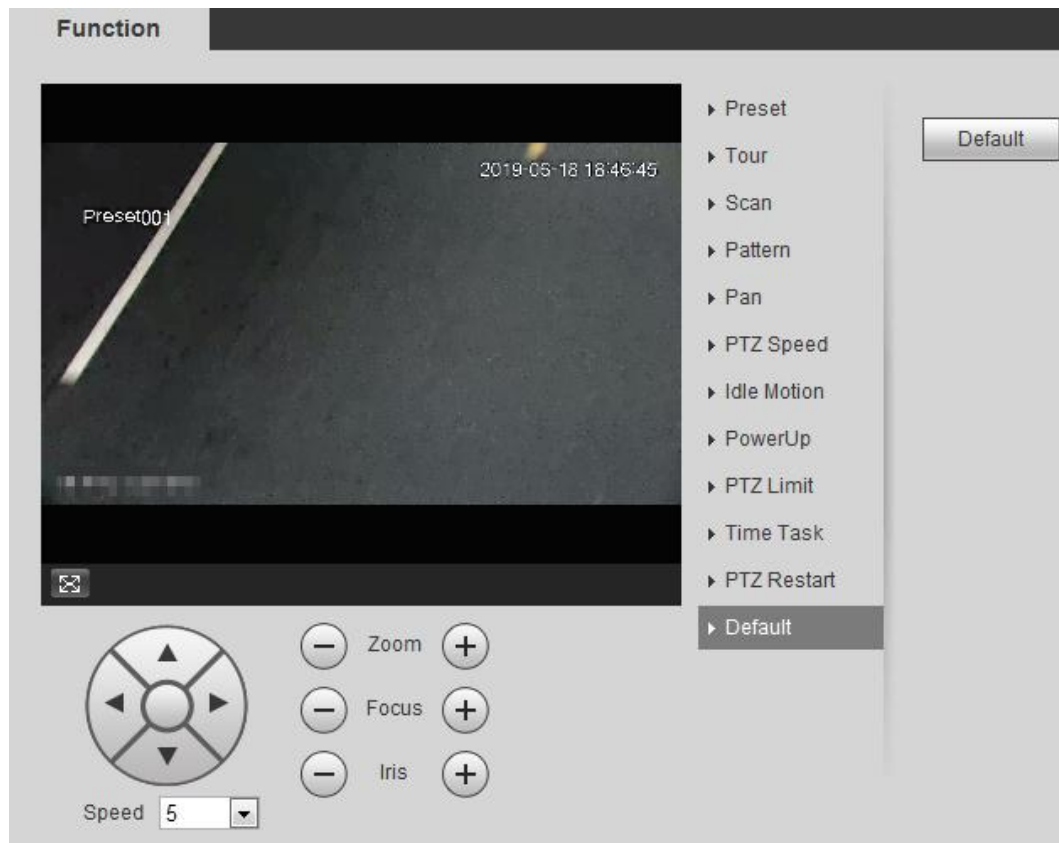 Function
2019-06-18 18:46:45
Preset001
Preset
Tour
Scan
Pattern
Pan
PTZ Speed
Idle Motion
PowerUp
PTZ Limit
Time Task
PTZ Restart
Default
Default
Zoom
Focus
Iris
Speed 5